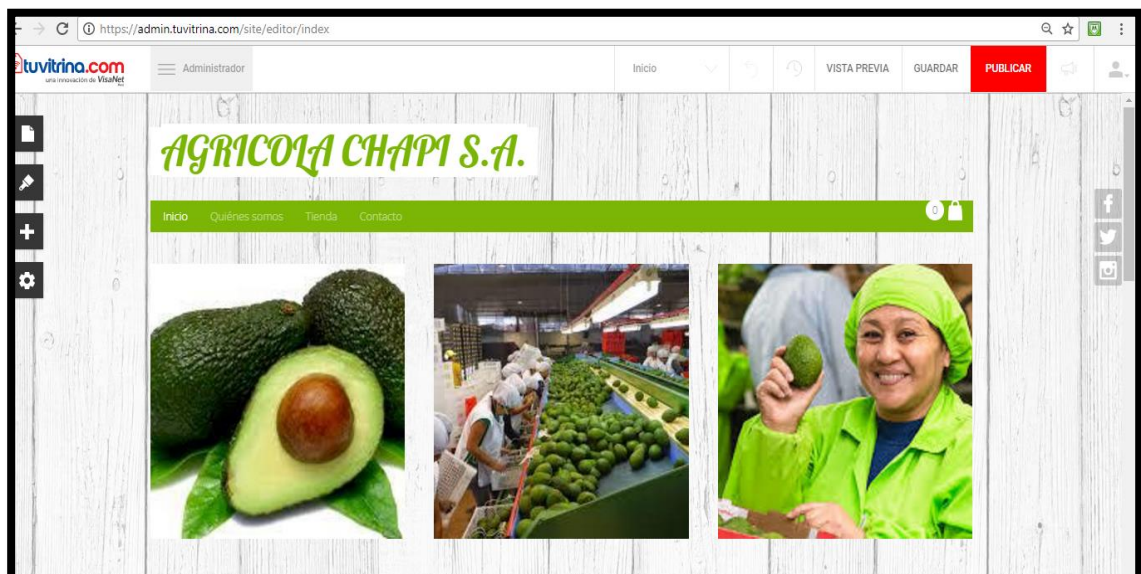 https://admin.tuvitrina.com/site/editor/index
tuvitrina.com
una innovación de VisaNet
Administrador
Inicio
VISTA PREVIA
GUARDAR
PUBLICAR
AGRICOLA CHAPI S.A.
Inicio Quiénes somos Tienda Contacto
0